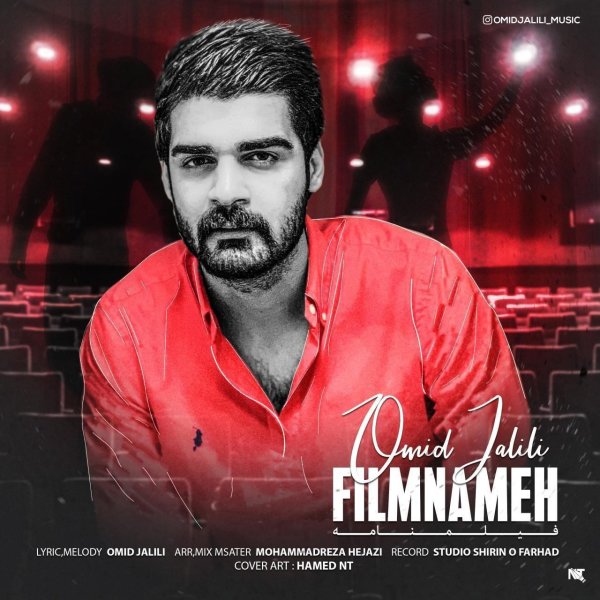 OMIDJALILI_MUSIC
Omid Jalili
FILMNAMEH
فیلمنامه
LYRIC,MELODY OMID JALILI ARR,MIX MSATER MOHAMMADREZA HEJAZI RECORD STUDIO SHIRIN O FARHAD
COVER ART : HAMED NT
NT